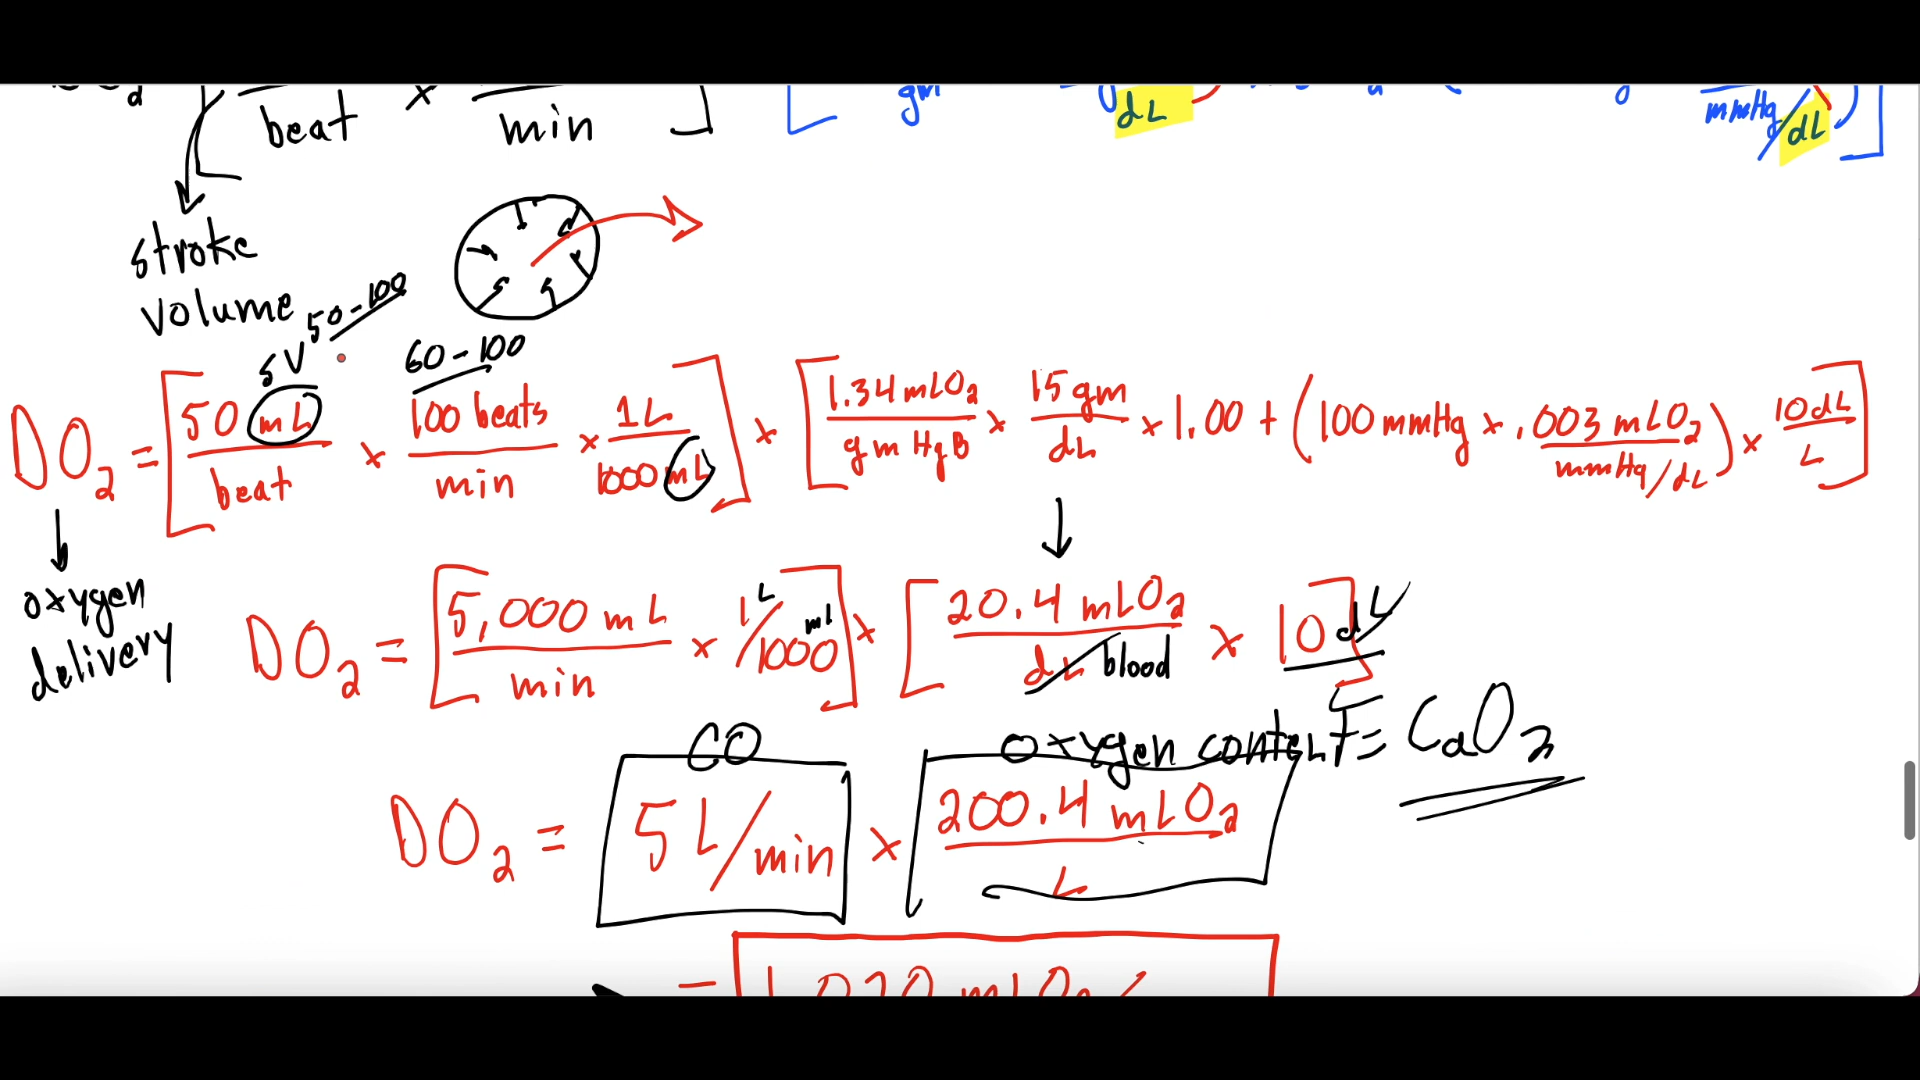 beat × min ] [ gm dL mmHg/dL ]
stroke
volume 50-100
SV 60-100
DO₂ = [ 50 mL/beat × 100 beats/min × 1L/1000 mL ] × [ 1.34 mLO₂/gm HgB × 15 gm/dL × 1.00 + ( 100 mmHg × .003 mLO₂/mmHg/dL ) × 10 dL/L ]
oxygen
delivery
DO₂ = [ 5,000 mL/min × 1 L/1000 ml ] × [ 20.4 mLO₂/dL blood × 10 dL/L ]
CO oxygen content = CaO₂
DO₂ = 5 L/min × 200.4 mLO₂/L